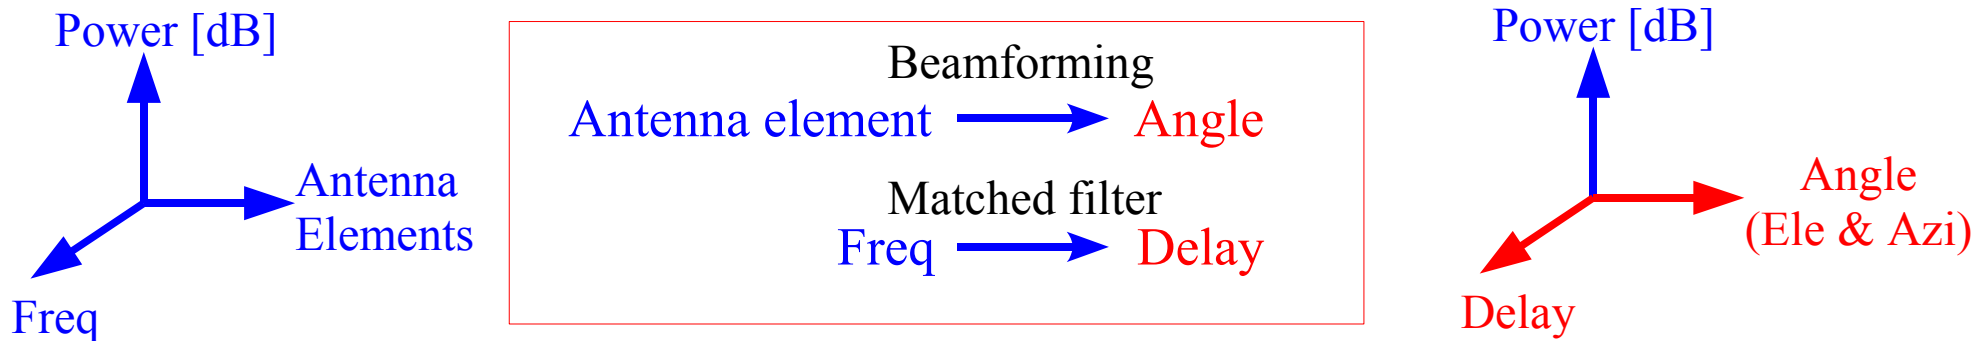 Power [dB]
Antenna
Elements
Freq
Beamforming
Antenna element
Angle
Matched filter
Freq
Delay
Power [dB]
Angle
(Ele & Azi)
Delay